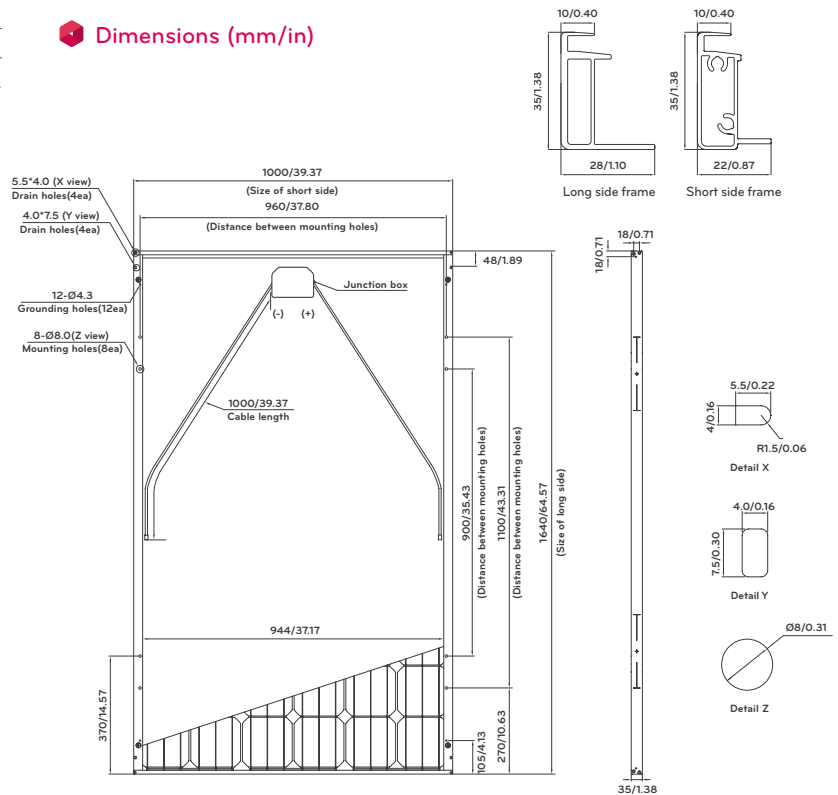 Dimensions (mm/in)
10/0.40
35/1.38
28/1.10
Long side frame
10/0.40
35/1.38
22/0.87
Short side frame
1000/39.37
(Size of short side)
960/37.80
(Distance between mounting holes)
5.5*4.0 (X view)
Drain holes(4ea)
4.0*7.5 (Y view)
Drain holes(4ea)
12-Ø4.3
Grounding holes(12ea)
8-Ø8.0(Z view)
Mounting holes(8ea)
48/1.89
Junction box
(-) (+)
1000/39.37
Cable length
900/35.43
(Distance between mounting holes)
1100/43.31
(Distance between mounting holes)
1640/64.57
(Size of long side)
944/37.17
370/14.57
105/4.13
270/10.63
18/0.71
18/0.71
35/1.38
5.5/0.22
4/0.16
R1.5/0.06
Detail X
4.0/0.16
7.5/0.30
Detail Y
Ø8/0.31
Detail Z